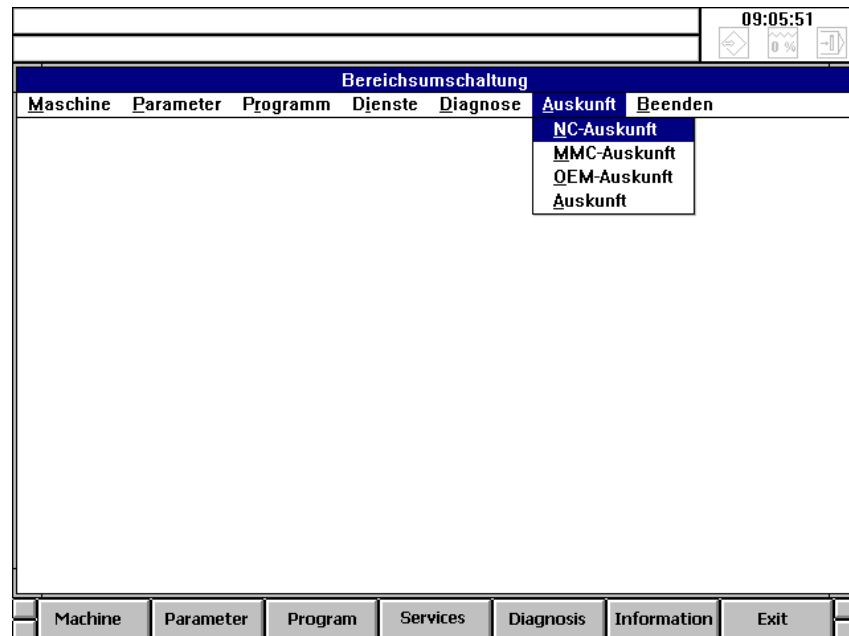 09:05:51
0 %
Bereichsumschaltung
Maschine Parameter Programm Dienste Diagnose Auskunft Beenden
NC-Auskunft
MMC-Auskunft
OEM-Auskunft
Auskunft
Machine Parameter Program Services Diagnosis Information Exit